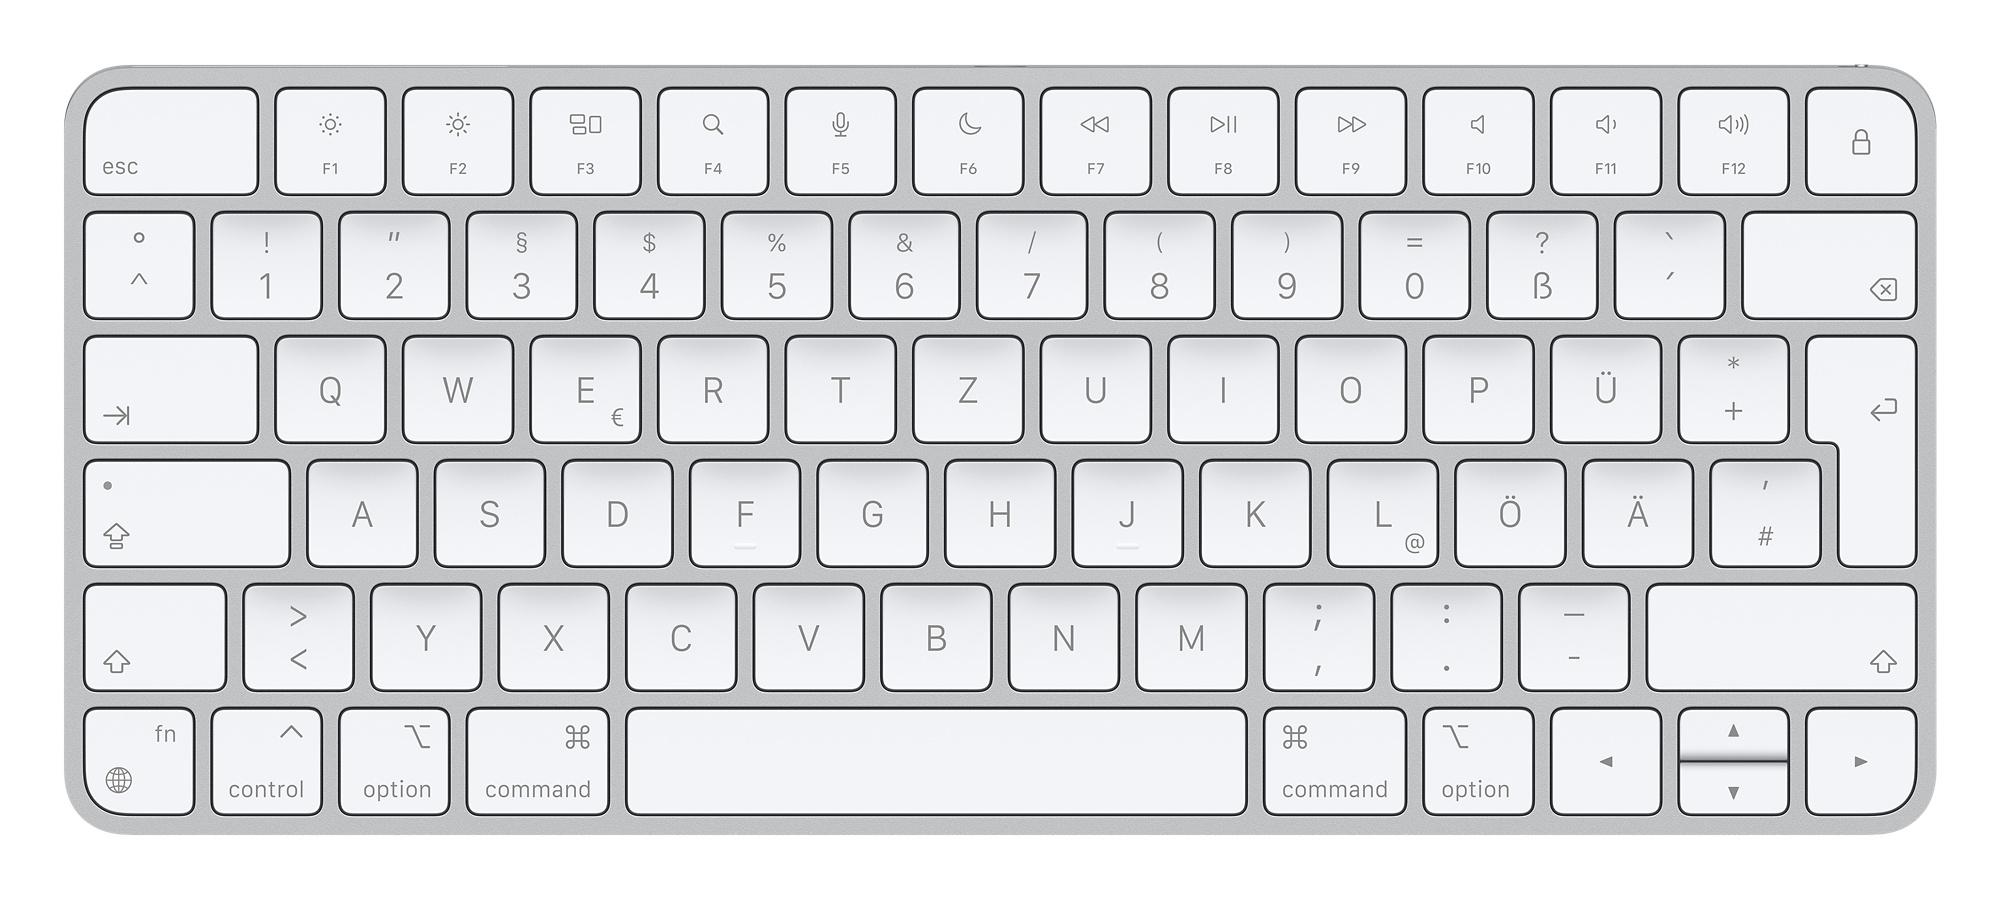 esc F1 F2 F3 F4 F5 F6 F7 F8 F9 F10 F11 F12
° ! " § $ % & / ( ) = ? `
^ 1 2 3 4 5 6 7 8 9 0 ß ´
Q W E € R T Z U I O P Ü * +
A S D F G H J K L @ Ö Ä ' #
> < Y X C V B N M ; , : . — -
fn ^ ⌥ ⌘ ⌘ ⌥
control option command command option